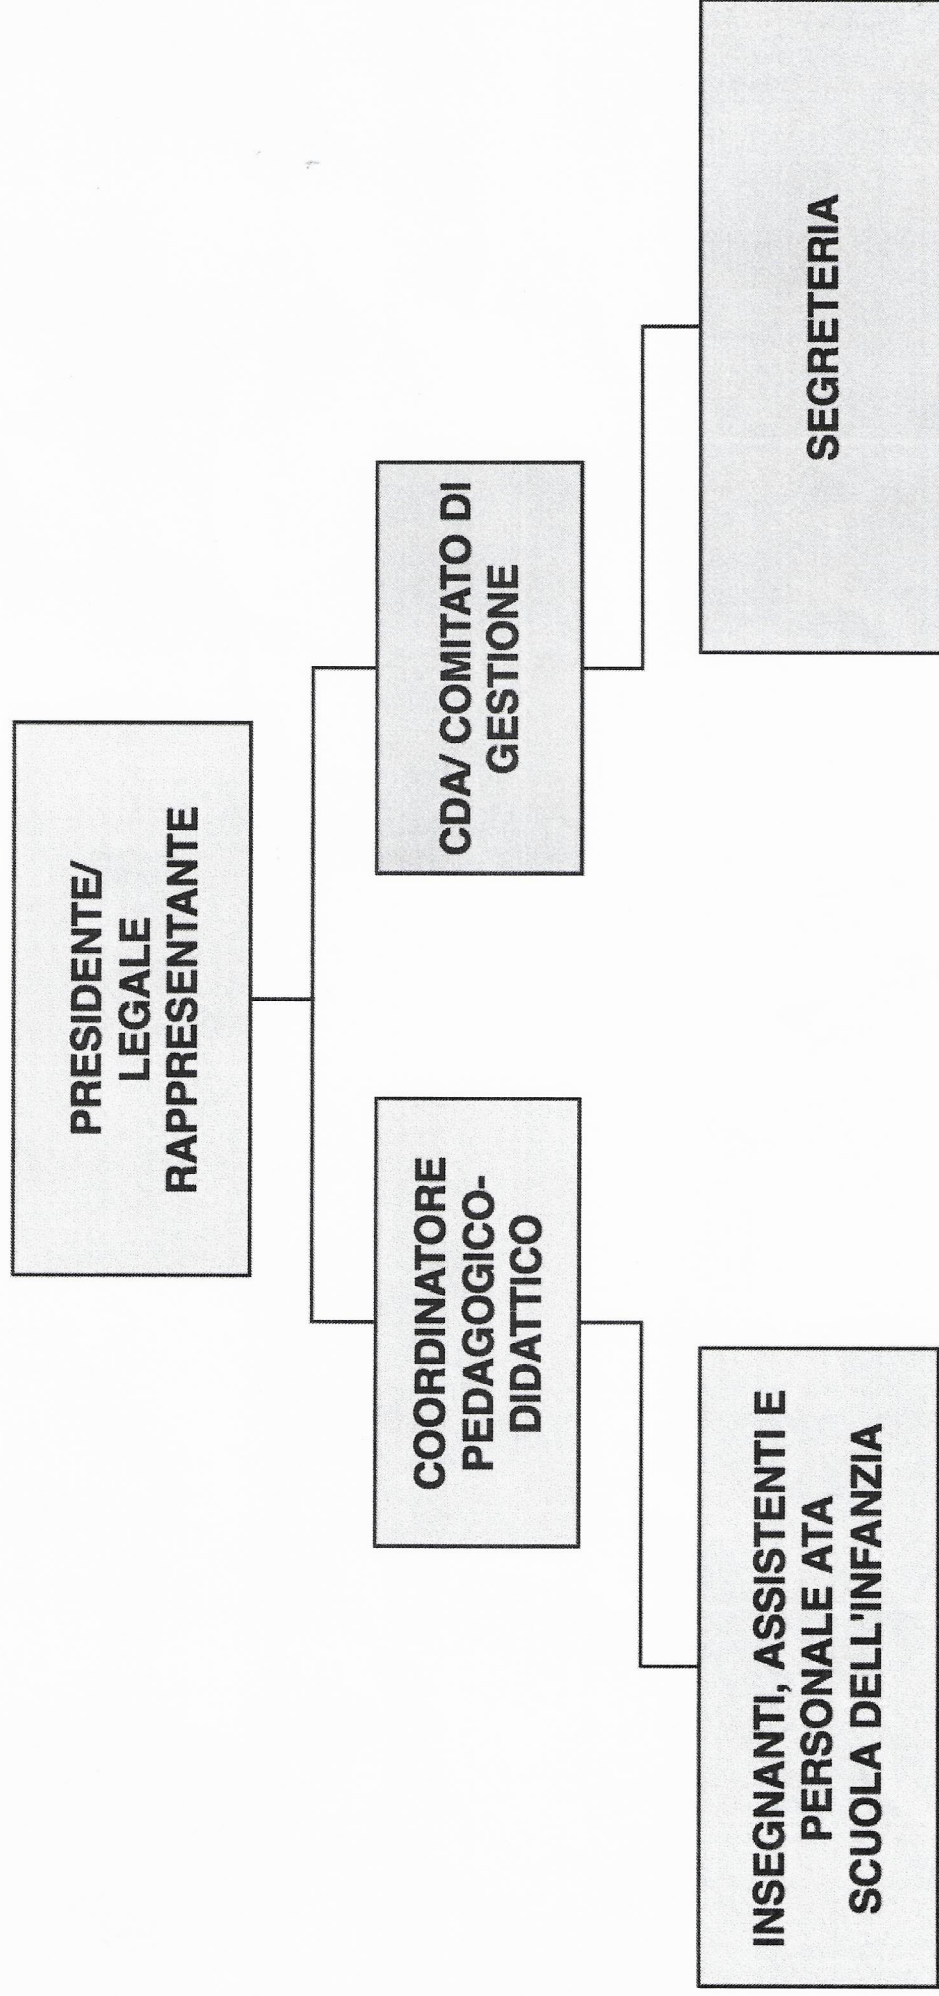 PRESIDENTE/
LEGALE
RAPPRESENTANTE
COORDINATORE
PEDAGOGICO-
DIDATTICO
CDA/ COMITATO DI
GESTIONE
INSEGNANTI, ASSISTENTI E
PERSONALE ATA
SCUOLA DELL'INFANZIA
SEGRETERIA